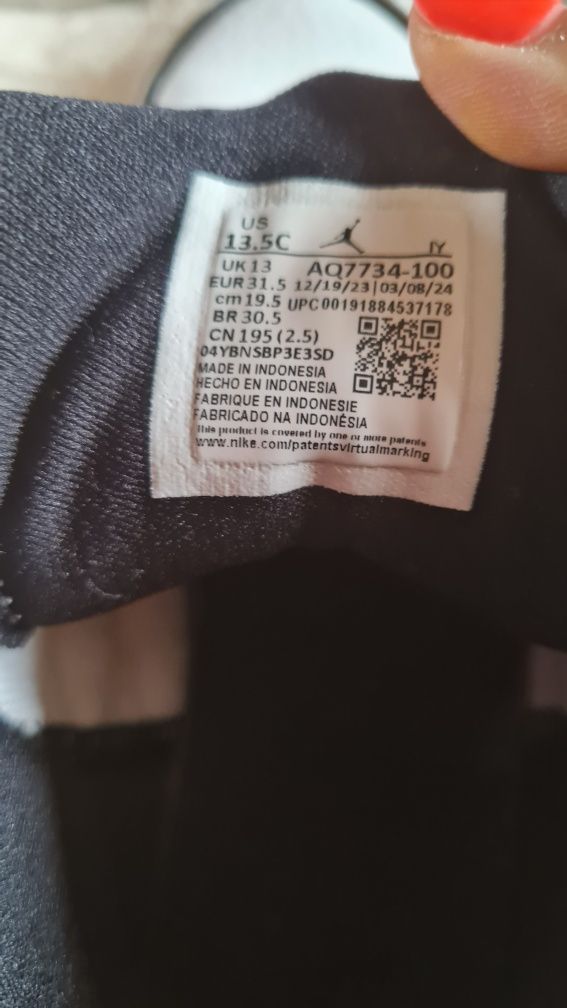 US
13.5C
IY
UK 13 AQ7734-100
EUR 31.5 12/19/23|03/08/24
cm 19.5 UPC 00191884537178
BR 30.5
CN 195 (2.5)
04YBNSBP3E3SD
MADE IN INDONESIA
HECHO EN INDONESIA
FABRIQUE EN INDONESIE
FABRICADO NA INDONÉSIA
This product is covered by one or more patents
www.nike.com/patentsvirtualmarking